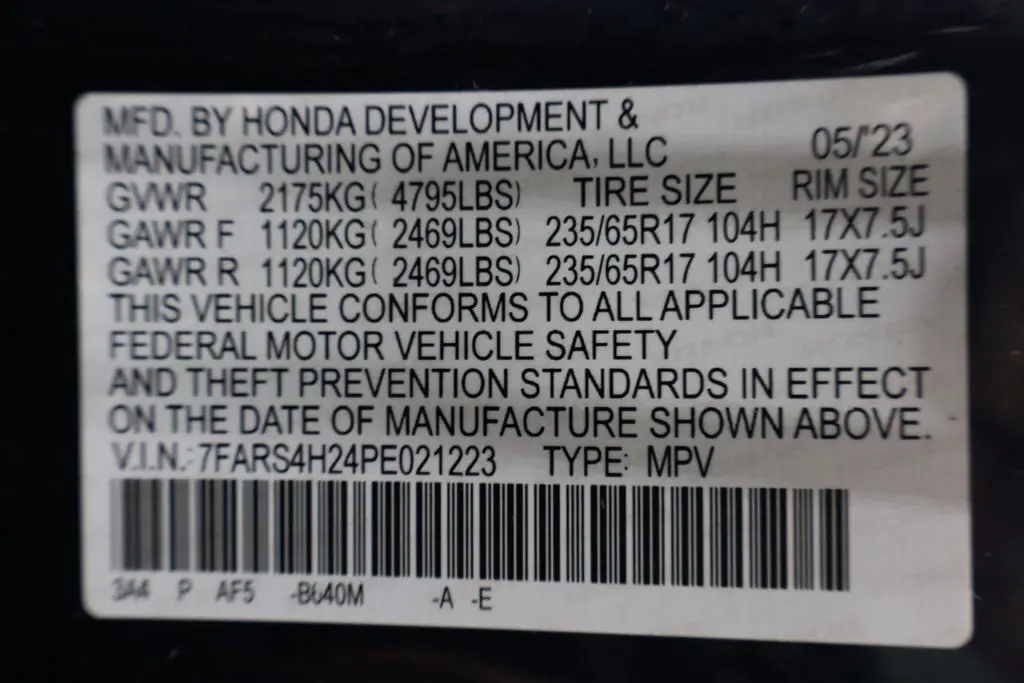 MFD. BY HONDA DEVELOPMENT &
MANUFACTURING OF AMERICA, LLC 05/'23
GVWR 2175KG( 4795LBS) TIRE SIZE RIM SIZE
GAWR F 1120KG( 2469LBS) 235/65R17 104H 17X7.5J
GAWR R 1120KG( 2469LBS) 235/65R17 104H 17X7.5J
THIS VEHICLE CONFORMS TO ALL APPLICABLE
FEDERAL MOTOR VEHICLE SAFETY
AND THEFT PREVENTION STANDARDS IN EFFECT
ON THE DATE OF MANUFACTURE SHOWN ABOVE.
V.I.N.: 7FARS4H24PE021223 TYPE: MPV
3A4 P AF5 -B640M -A -E